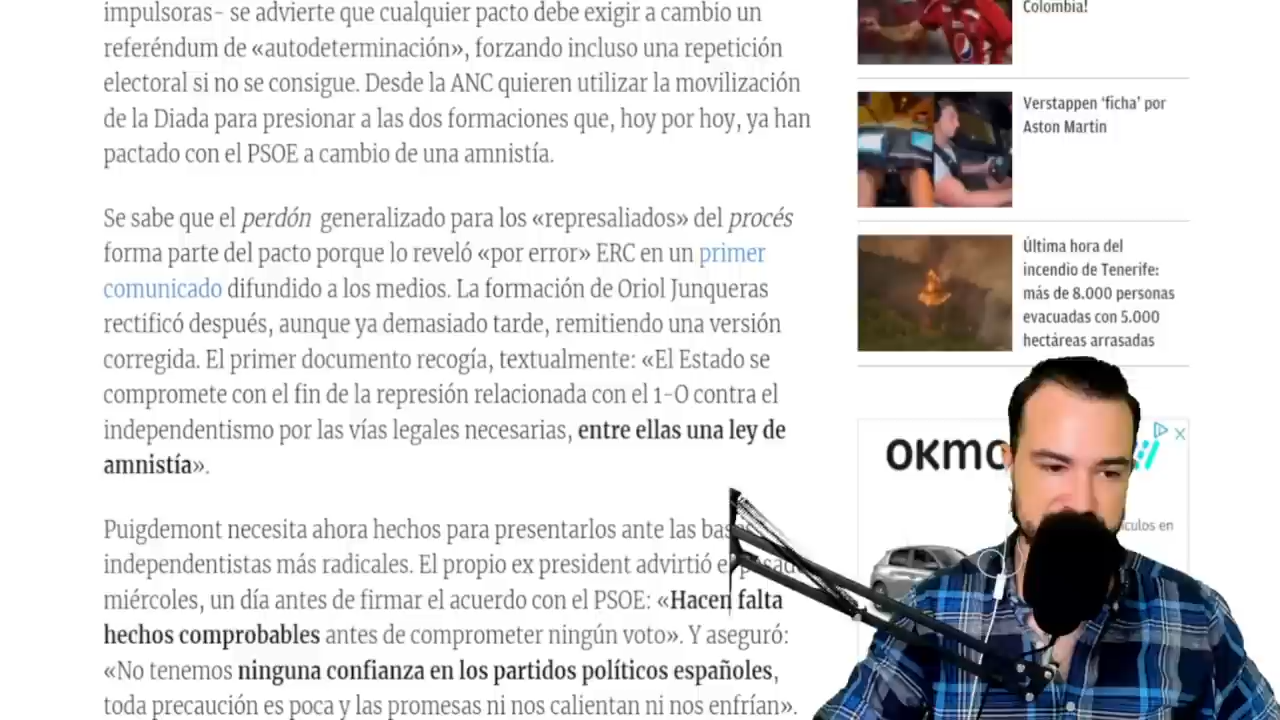 impulsoras- se advierte que cualquier pacto debe exigir a cambio un
referéndum de «autodeterminación», forzando incluso una repetición
electoral si no se consigue. Desde la ANC quieren utilizar la movilización
de la Diada para presionar a las dos formaciones que, hoy por hoy, ya han
pactado con el PSOE a cambio de una amnistía.
Se sabe que el perdón generalizado para los «represaliados» del procés
forma parte del pacto porque lo reveló «por error» ERC en un primer
comunicado difundido a los medios. La formación de Oriol Junqueras
rectificó después, aunque ya demasiado tarde, remitiendo una versión
corregida. El primer documento recogía, textualmente: «El Estado se
compromete con el fin de la represión relacionada con el 1-O contra el
independentismo por las vías legales necesarias, entre ellas una ley de
amnistía».
Puigdemont necesita ahora hechos para presentarlos ante las
independentistas más radicales. El propio ex president advirtió
miércoles, un día antes de firmar el acuerdo con el PSOE: «Hacen falta
hechos comprobables antes de comprometer ningún voto». Y aseguró:
«No tenemos ninguna confianza en los partidos políticos españoles,
toda precaución es poca y las promesas ni nos calientan ni nos enfrían».
Colombia!
Verstappen ‘ficha’ por
Aston Martin
Última hora del
incendio de Tenerife:
más de 8.000 personas
evacuadas con 5.000
hectáreas arrasadas